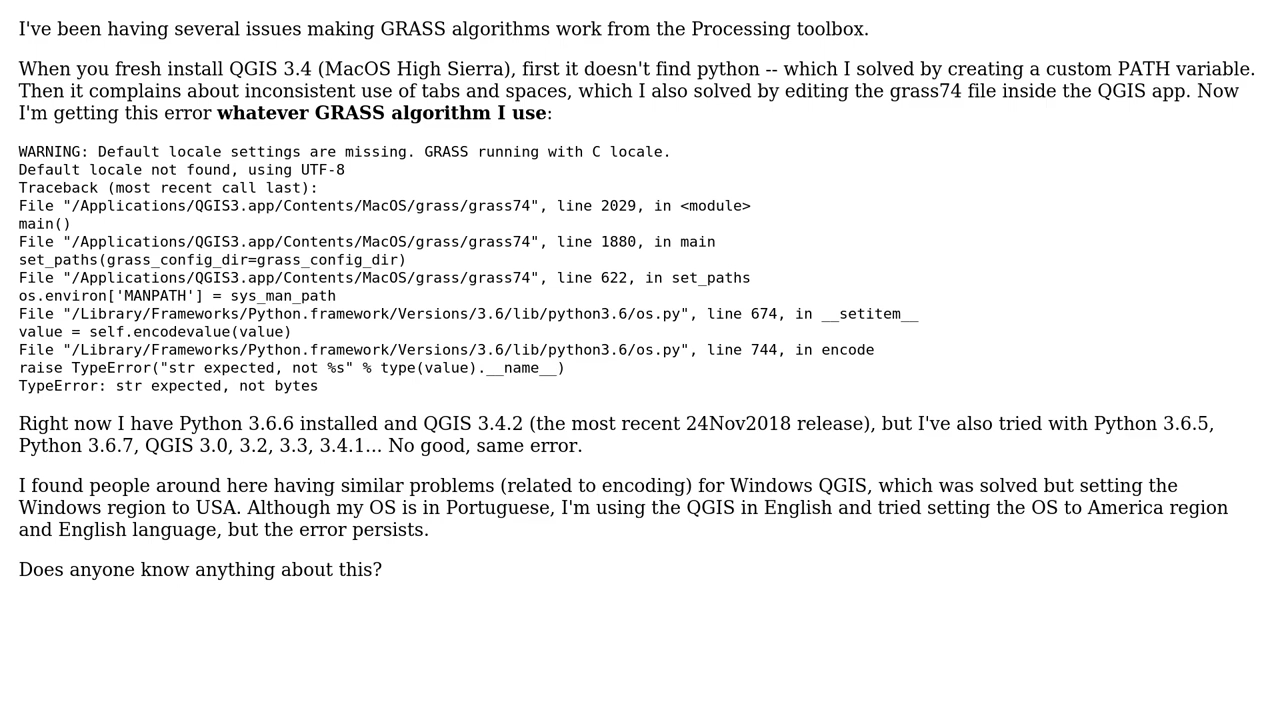 I've been having several issues making GRASS algorithms work from the Processing toolbox.
When you fresh install QGIS 3.4 (MacOS High Sierra), first it doesn't find python -- which I solved by creating a custom PATH variable.
Then it complains about inconsistent use of tabs and spaces, which I also solved by editing the grass74 file inside the QGIS app. Now
I'm getting this error whatever GRASS algorithm I use:
WARNING: Default locale settings are missing. GRASS running with C locale.
Default locale not found, using UTF-8
Traceback (most recent call last):
File "/Applications/QGIS3.app/Contents/MacOS/grass/grass74", line 2029, in <module>
main()
File "/Applications/QGIS3.app/Contents/MacOS/grass/grass74", line 1880, in main
set_paths(grass_config_dir=grass_config_dir)
File "/Applications/QGIS3.app/Contents/MacOS/grass/grass74", line 622, in set_paths
os.environ['MANPATH'] = sys_man_path
File "/Library/Frameworks/Python.framework/Versions/3.6/lib/python3.6/os.py", line 674, in __setitem__
value = self.encodevalue(value)
File "/Library/Frameworks/Python.framework/Versions/3.6/lib/python3.6/os.py", line 744, in encode
raise TypeError("str expected, not %s" % type(value).__name__)
TypeError: str expected, not bytes
Right now I have Python 3.6.6 installed and QGIS 3.4.2 (the most recent 24Nov2018 release), but I've also tried with Python 3.6.5,
Python 3.6.7, QGIS 3.0, 3.2, 3.3, 3.4.1... No good, same error.
I found people around here having similar problems (related to encoding) for Windows QGIS, which was solved but setting the
Windows region to USA. Although my OS is in Portuguese, I'm using the QGIS in English and tried setting the OS to America region
and English language, but the error persists.
Does anyone know anything about this?